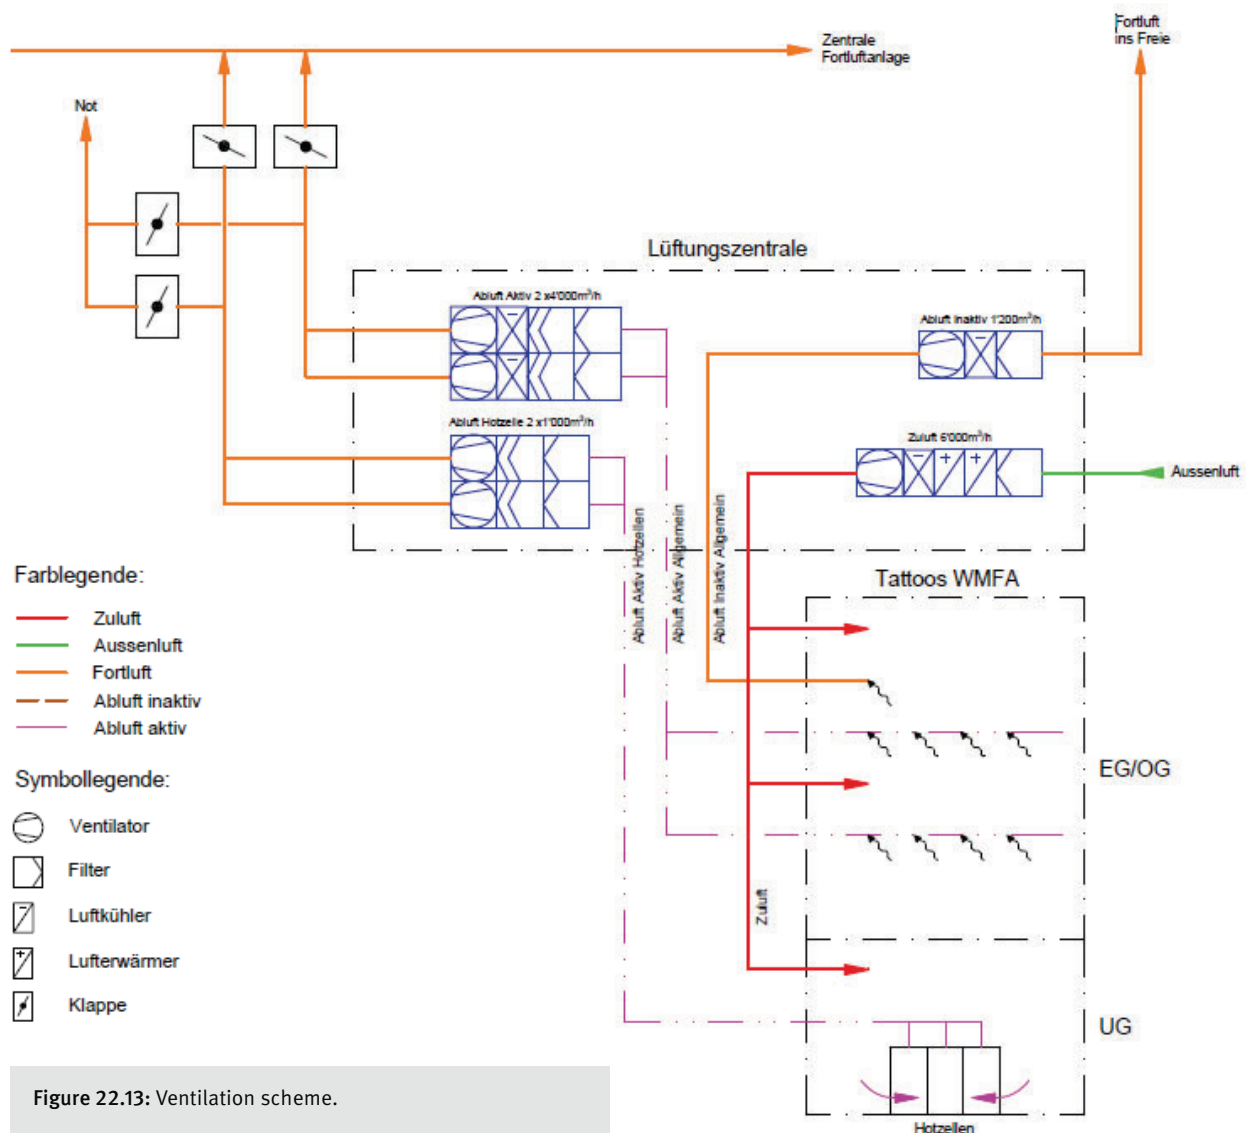 Fortluft
ins Freie
Zentrale
Fortluftanlage
Not
Lüftungszentrale
Abluft Aktiv 2 x4'000m³/h
Abluft Inaktiv 1'200m³/h
Abluft Hotzelle 2 x1'000m³/h
Zuluft 6'000m³/h
Aussenluft
Abluft Aktiv Hotzellen
Abluft Aktiv Allgemein
Abluft Inaktiv Allgemein
Tattoos WMFA
Farblegende:
Zuluft
Aussenluft
Fortluft
Abluft inaktiv
Abluft aktiv
EG/OG
Symbollegende:
Ventilator
Filter
Luftkühler
Lufterwärmer
Klappe
Zuluft
UG
Hotzellen
Figure 22.13: Ventilation scheme.